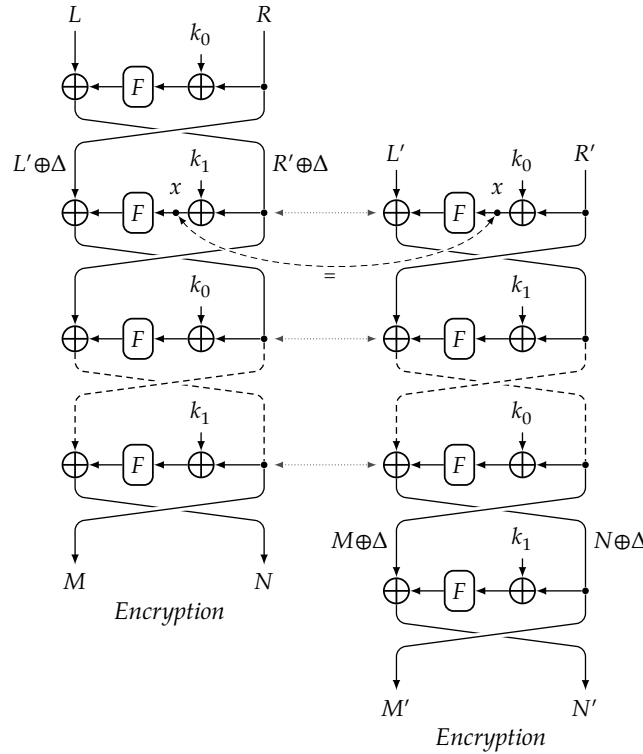 L R
k₀
F
L′⊕Δ R′⊕Δ
k₁
x
F
L′ R′
k₀
x
F
=
k₀
F
k₁
F
k₁
F
k₀
F
M N
Encryption
M⊕Δ N⊕Δ
k₁
F
M′ N′
Encryption